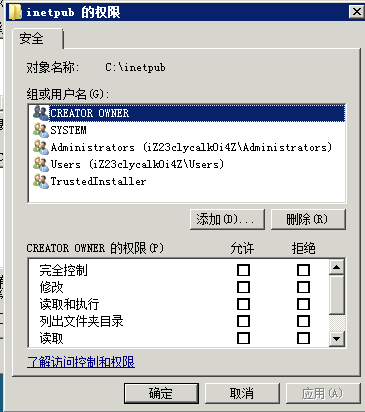 inetpub 的权限
安全
对象名称: C:\inetpub
组或用户名(G):
CREATOR OWNER
SYSTEM
Administrators (iZ23clycalkOi4Z\Administrators)
Users (iZ23clycalkOi4Z\Users)
TrustedInstaller
添加(D)... 删除(R)
CREATOR OWNER 的权限(P) 允许 拒绝
完全控制
修改
读取和执行
列出文件夹目录
读取
了解访问控制和权限
确定 取消 应用(A)